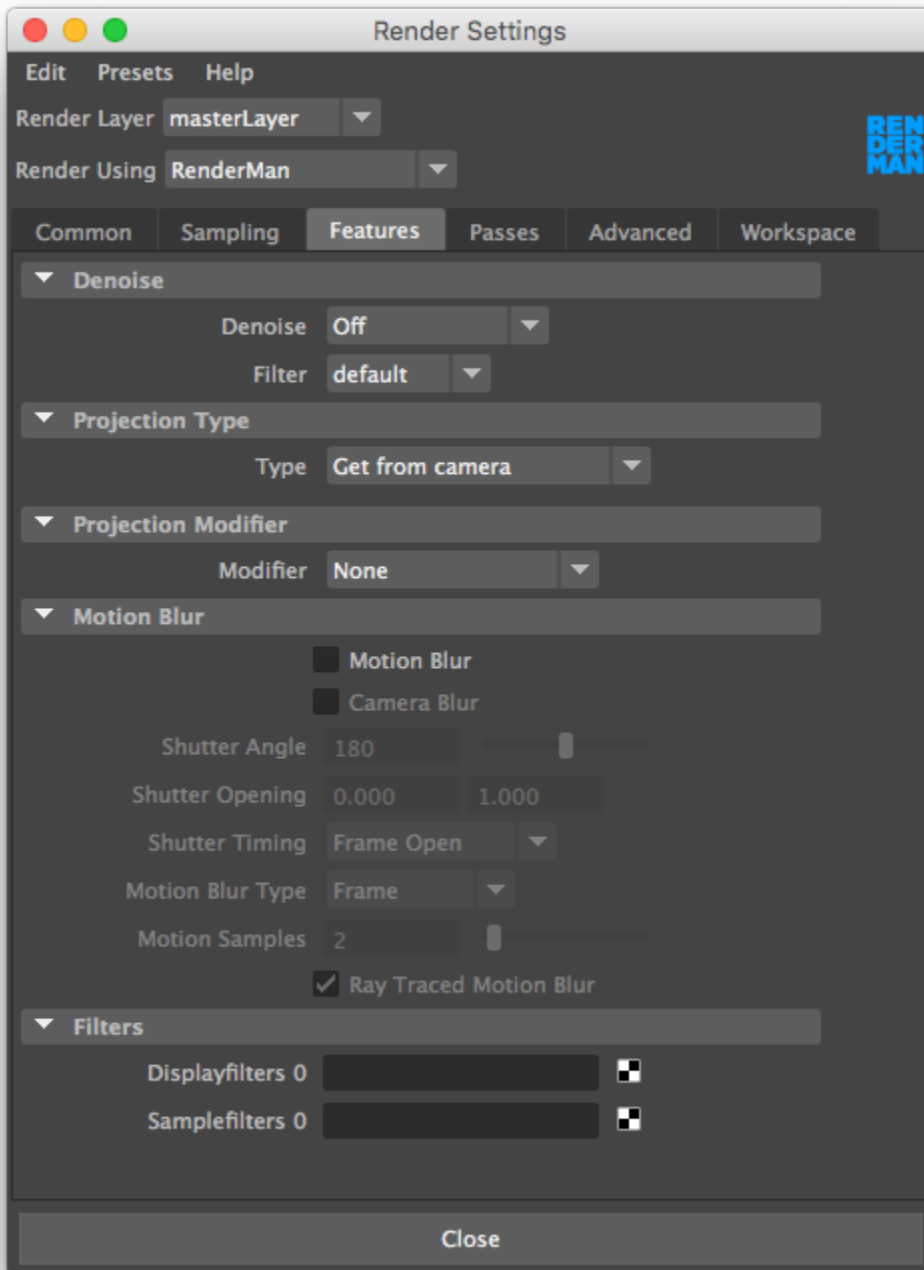 Render Settings
Edit Presets Help
Render Layer masterLayer
REN
DER
MAN
Render Using RenderMan
Common Sampling Features Passes Advanced Workspace
Denoise
Denoise Off
Filter default
Projection Type
Type Get from camera
Projection Modifier
Modifier None
Motion Blur
Motion Blur
Camera Blur
Shutter Angle 180
Shutter Opening 0.000 1.000
Shutter Timing Frame Open
Motion Blur Type Frame
Motion Samples 2
Ray Traced Motion Blur
Filters
Displayfilters 0
Samplefilters 0
Close